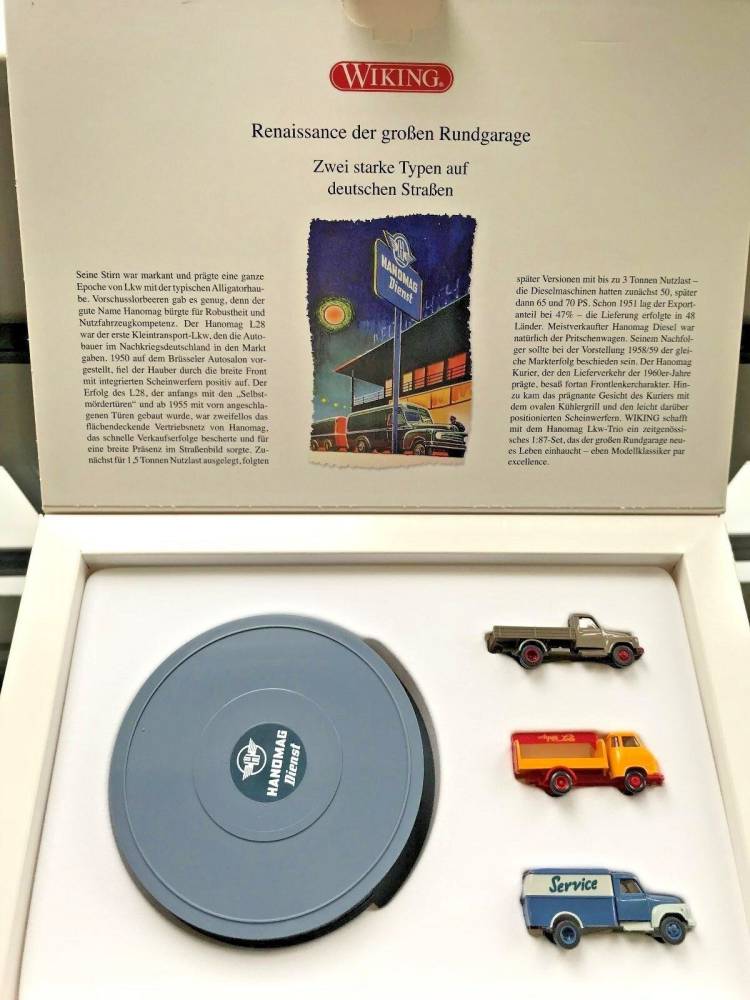 WIKING®
Renaissance der großen Rundgarage
Zwei starke Typen auf
deutschen Straßen
Seine Stirn war markant und prägte eine ganze
Epoche von Lkw mit der typischen Alligatorhau-
be. Vorschusslorbeeren gab es genug, denn der
gute Name Hanomag bürgte für Robustheit und
Nutzfahrzeugkompetenz. Der Hanomag L28
war der erste Kleintransport-Lkw, den die Auto-
bauer im Nachkriegsdeutschland in den Markt
gaben. 1950 auf dem Brüsseler Autosalon vor-
gestellt, fiel der Hauber durch die breite Front
mit integrierten Scheinwerfern positiv auf. Der
Erfolg des L28, der anfangs mit den „Selbst-
mördertüren" und ab 1955 mit vorn angeschla-
genen Türen gebaut wurde, war zweifellos das
flächendeckende Vertriebsnetz von Hanomag,
das schnelle Verkaufserfolge bescherte und für
eine breite Präsenz im Straßenbild sorgte. Zu-
nächst für 1,5 Tonnen Nutzlast ausgelegt, folgten
HANOMAG
Dienst
später Versionen mit bis zu 3 Tonnen Nutzlast –
die Dieselmaschinen hatten zunächst 50, später
dann 65 und 70 PS. Schon 1951 lag der Export-
anteil bei 47% – die Lieferung erfolgte in 48
Länder. Meistverkaufter Hanomag Diesel war
natürlich der Pritschenwagen. Seinem Nachfol-
ger sollte bei der Vorstellung 1958/59 der glei-
che Markterfolg beschieden sein. Der Hanomag
Kurier, der den Lieferverkehr der 1960er-Jahre
prägte, besaß fortan Frontlenkercharakter. Hin-
zu kam das prägnante Gesicht des Kuriers mit
dem ovalen Kühlergrill und den leicht darüber
positionierten Scheinwerfern. WIKING schafft
mit dem Hanomag Lkw-Trio ein zeitgenössi-
sches 1:87-Set, das der großen Rundgarage neu-
es Leben einhaucht – eben Modellklassiker par
excellence.
HANOMAG
Dienst
Service